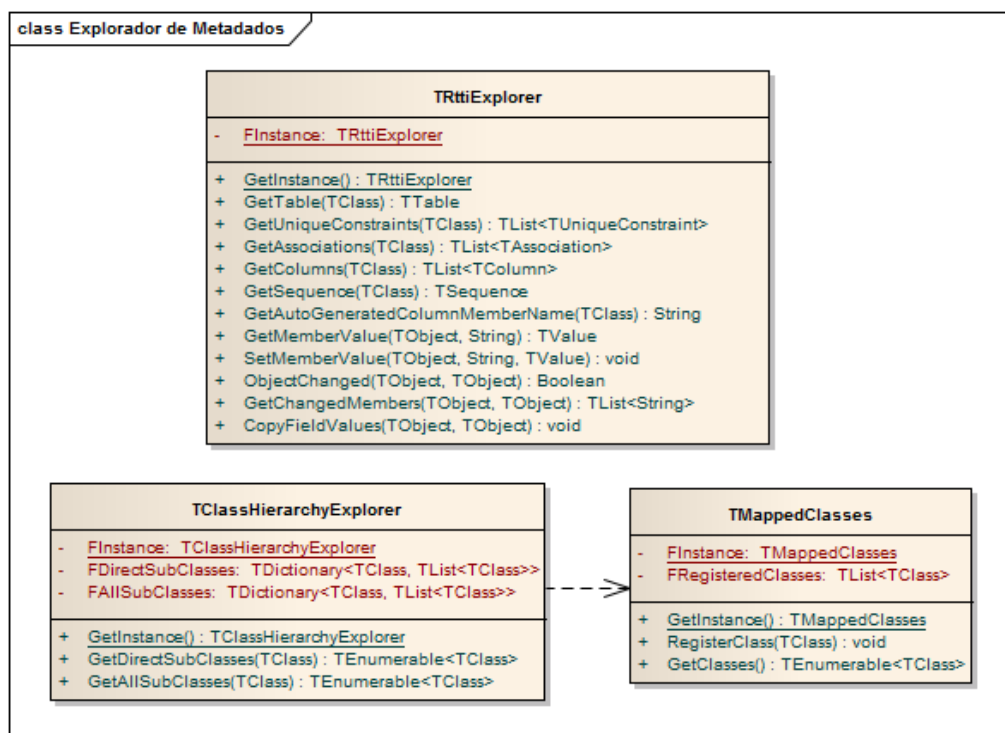 class Explorador de Metadados
TRttiExplorer
- FInstance: TRttiExplorer
+ GetInstance() : TRttiExplorer
+ GetTable(TClass) : TTable
+ GetUniqueConstraints(TClass) : TList<TUniqueConstraint>
+ GetAssociations(TClass) : TList<TAssociation>
+ GetColumns(TClass) : TList<TColumn>
+ GetSequence(TClass) : TSequence
+ GetAutoGeneratedColumnMemberName(TClass) : String
+ GetMemberValue(TObject, String) : TValue
+ SetMemberValue(TObject, String, TValue) : void
+ ObjectChanged(TObject, TObject) : Boolean
+ GetChangedMembers(TObject, TObject) : TList<String>
+ CopyFieldValues(TObject, TObject) : void
TClassHierarchyExplorer
- FInstance: TClassHierarchyExplorer
- FDirectSubClasses: TDictionary<TClass, TList<TClass>>
- FAllSubClasses: TDictionary<TClass, TList<TClass>>
+ GetInstance() : TClassHierarchyExplorer
+ GetDirectSubClasses(TClass) : TEnumerable<TClass>
+ GetAllSubClasses(TClass) : TEnumerable<TClass>
TMappedClasses
- FInstance: TMappedClasses
- FRegisteredClasses: TList<TClass>
+ GetInstance() : TMappedClasses
+ RegisterClass(TClass) : void
+ GetClasses() : TEnumerable<TClass>